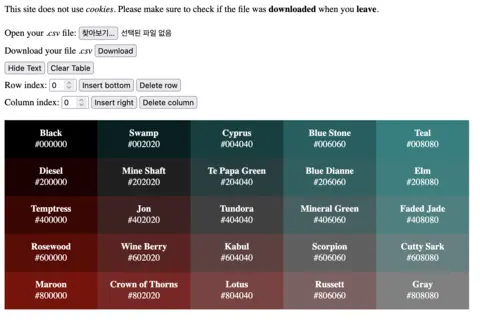 This site does not use cookies. Please make sure to check if the file was downloaded when you leave.
Open your .csv file: 찾아보기... 선택된 파일 없음
Download your file .csv Download
Hide Text Clear Table
Row index: 0 Insert bottom Delete row
Column index: 0 Insert right Delete column
Black Swamp Cyprus Blue Stone Teal
#000000 #002020 #004040 #006060 #008080
Diesel Mine Shaft Te Papa Green Blue Dianne Elm
#200000 #202020 #204040 #206060 #208080
Temptress Jon Tundora Mineral Green Faded Jade
#400000 #402020 #404040 #406060 #408080
Rosewood Wine Berry Kabul Scorpion Cutty Sark
#600000 #602020 #604040 #606060 #608080
Maroon Crown of Thorns Lotus Russett Gray
#800000 #802020 #804040 #806060 #808080